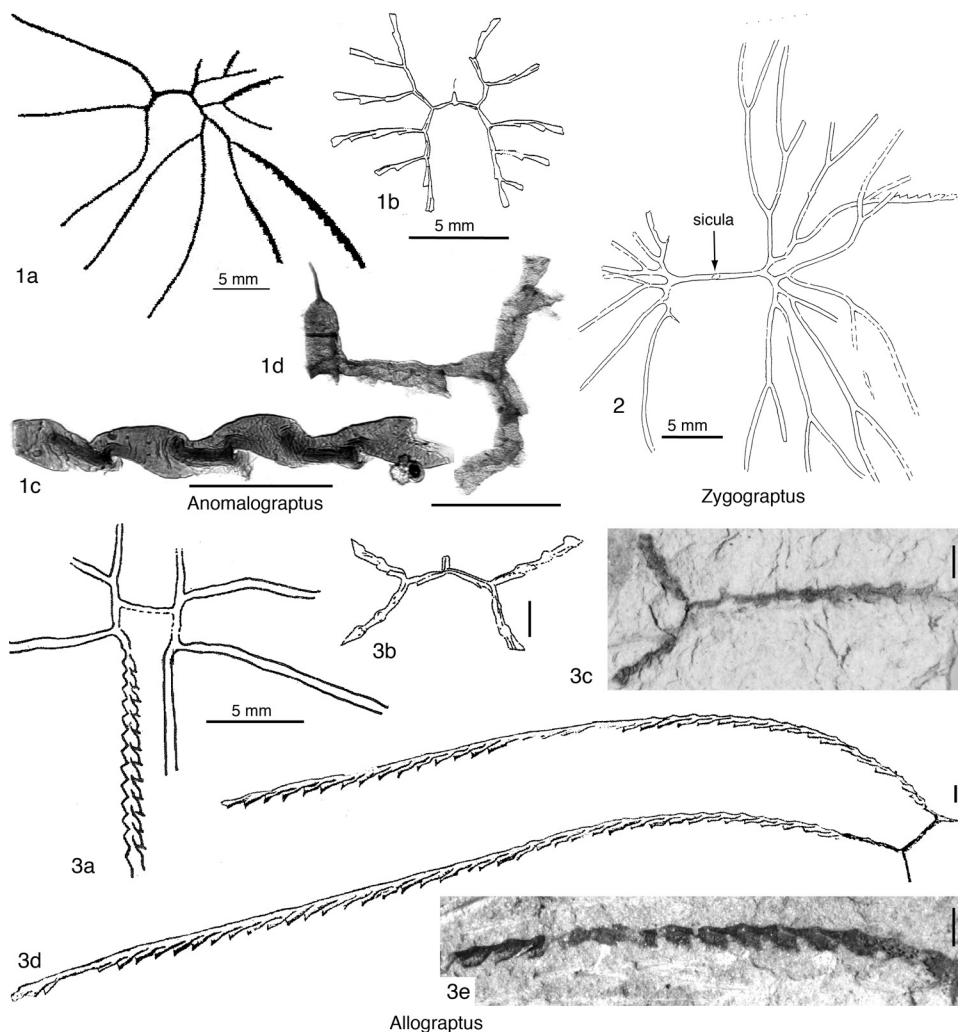 1a
5 mm
1b
5 mm
sicula
1d
2
5 mm
1c
Anomalograptus
Zygograptus
3a
5 mm
3b
3c
3d
3e
Allograptus